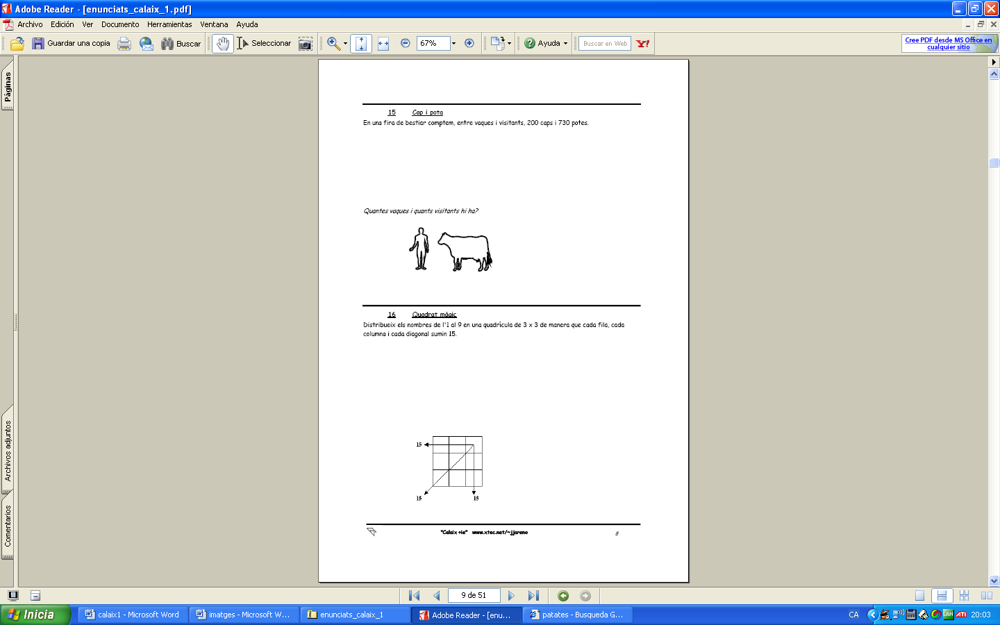 Adobe Reader - [enunciats_calaix_1.pdf]
Archivo Edición Ver Documento Herramientas Ventana Ayuda
Guardar una copia Buscar Seleccionar 67% Ayuda Buscar en Web Y!
Cree PDF desde MS Office en
cualquier sitio
Páginas
Archivos adjuntos
Comentarios
15 Cap i pota
En una fira de bestiar comptem, entre vaques i visitants, 200 caps i 730 potes.
Quantes vaques i quants visitants hi ha?
16 Quadrat màgic
Distribueix els nombres de l'1 al 9 en una quadrícula de 3 x 3 de manera que cada fila, cada
columna i cada diagonal sumin 15.
15
15 15
"Calaix +ie" www.xtec.net/~jjareno 8
9 de 51
Inicia calaix1 - Microsoft Word imatges - Microsoft W... enunciats_calaix_1 Adobe Reader - [enu... patates - Busqueda G... CA LAN ATI 20:03